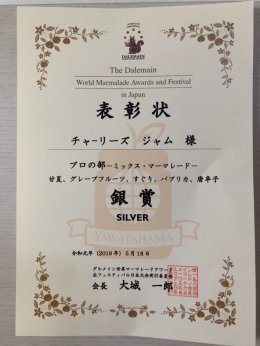 DALEMAIN
The Dalemain
World Marmalade Awards and Festival
in Japan
表彰状
チャーリーズ ジャム 様
プロの部ーミックス・マーマレードー
甘夏、グレープフルーツ、すぐり、パプリカ、唐辛子
銀賞
SILVER
YAWATAHAMA
令和元年(2019年)5月18日
ダルメイン世界マーマレードアワード
&フェスティバル日本大会実行委員会
会長 大城 一郎